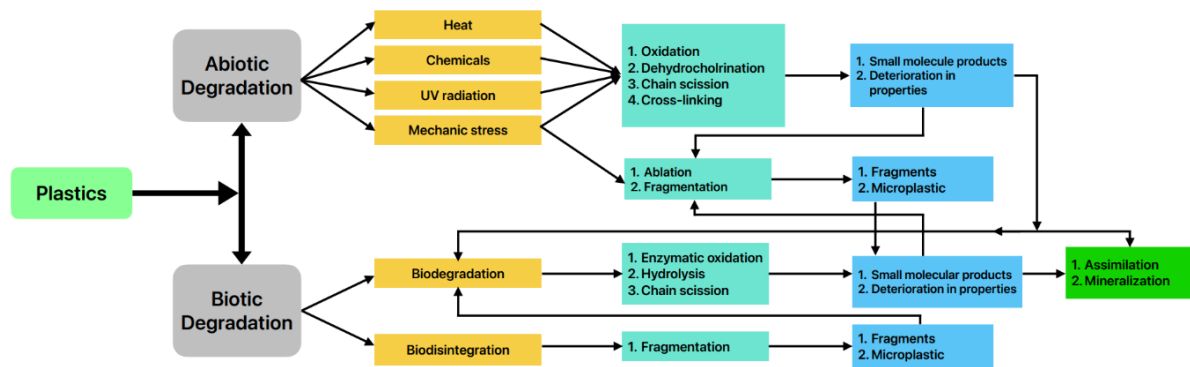 Plastics
Abiotic
Degradation
Biotic
Degradation
Heat
Chemicals
UV radiation
Mechanic stress
1. Oxidation
2. Dehydocholrination
3. Chain scission
4. Cross-linking
1. Small molecule products
2. Deterioration in
properties
1. Ablation
2. Fragmentation
1. Fragments
2. Microplastic
Biodegradation
1. Enzymatic oxidation
2. Hydrolysis
3. Chain scission
1. Small molecular products
2. Deterioration in properties
1. Assimilation
2. Mineralization
Biodisintegration
1. Fragmentation
1. Fragments
2. Microplastic